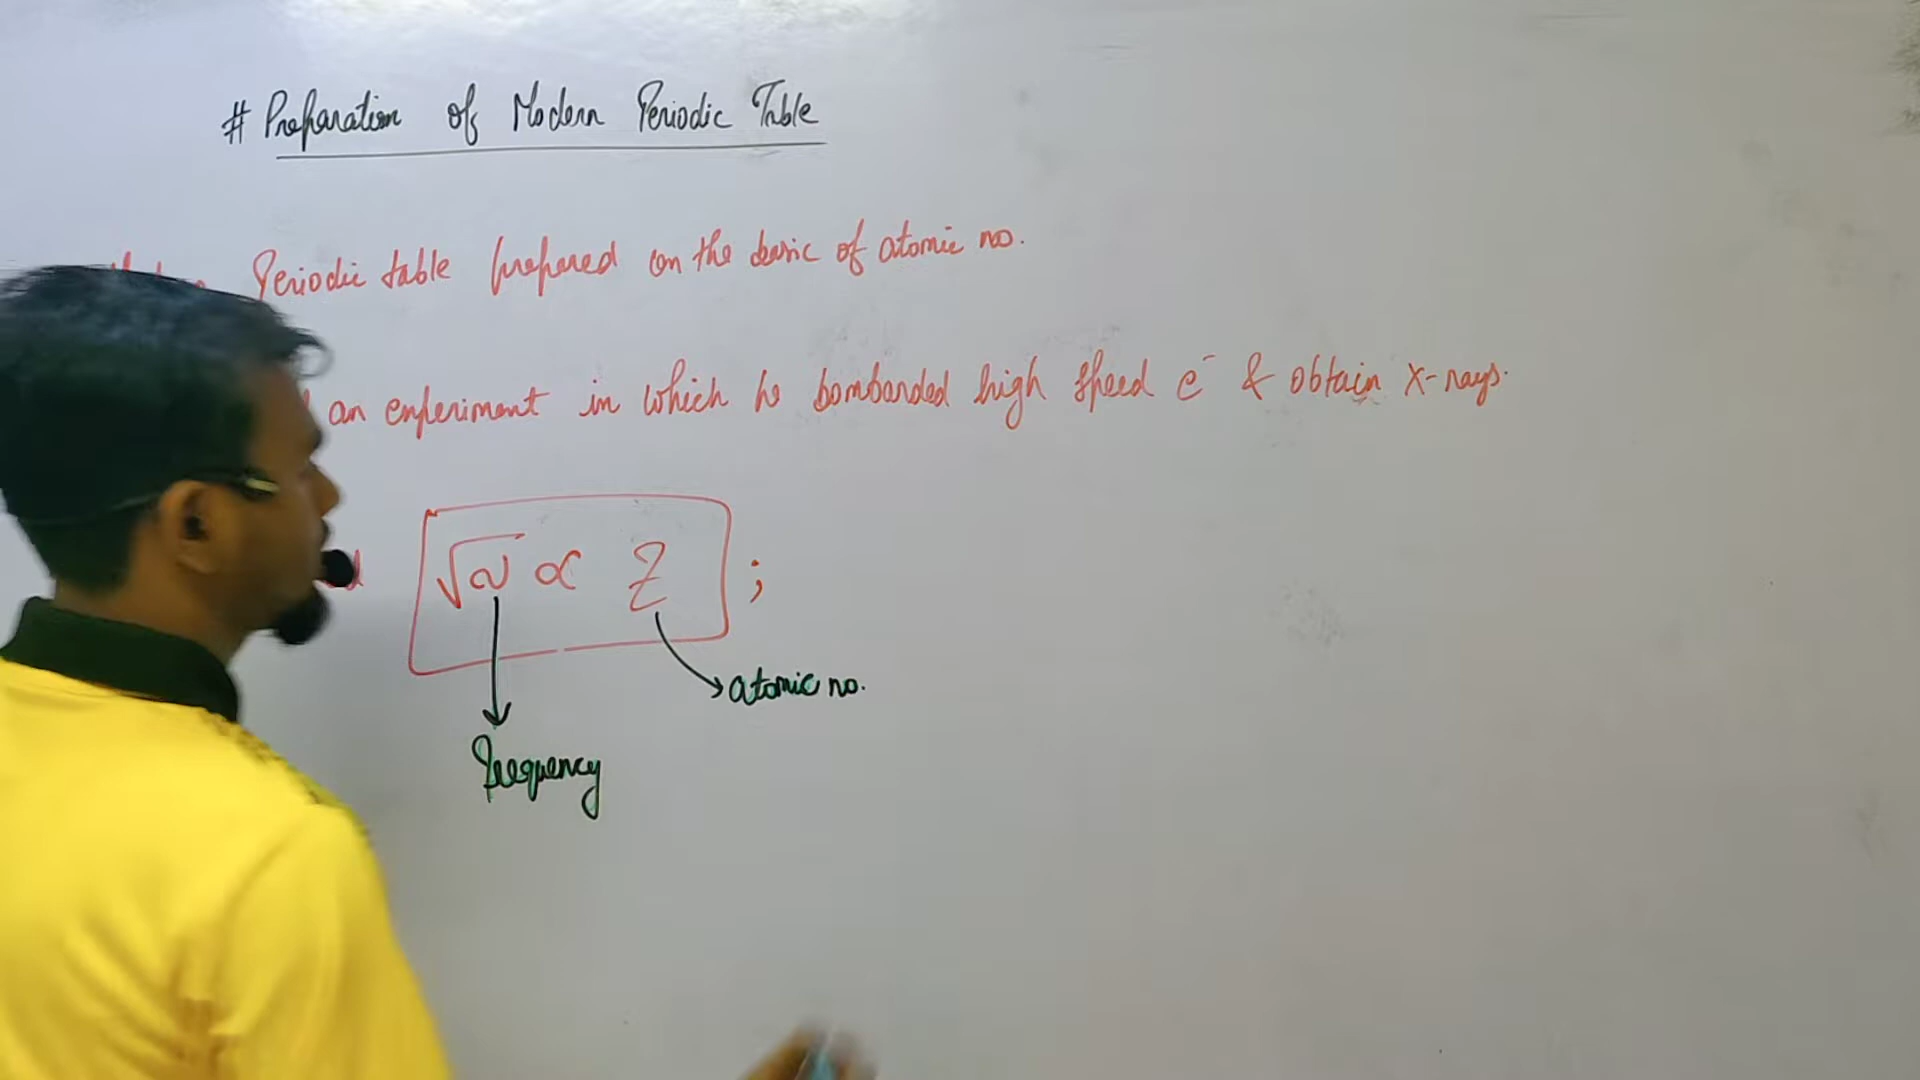 # Preparation of Modern Periodic Table
Periodic table prepared on the basic of atomic no.
an experiment in which he bombarded high speed e⁻ & obtain X-rays.
√ν ∝ Z ;
atomic no.
frequency